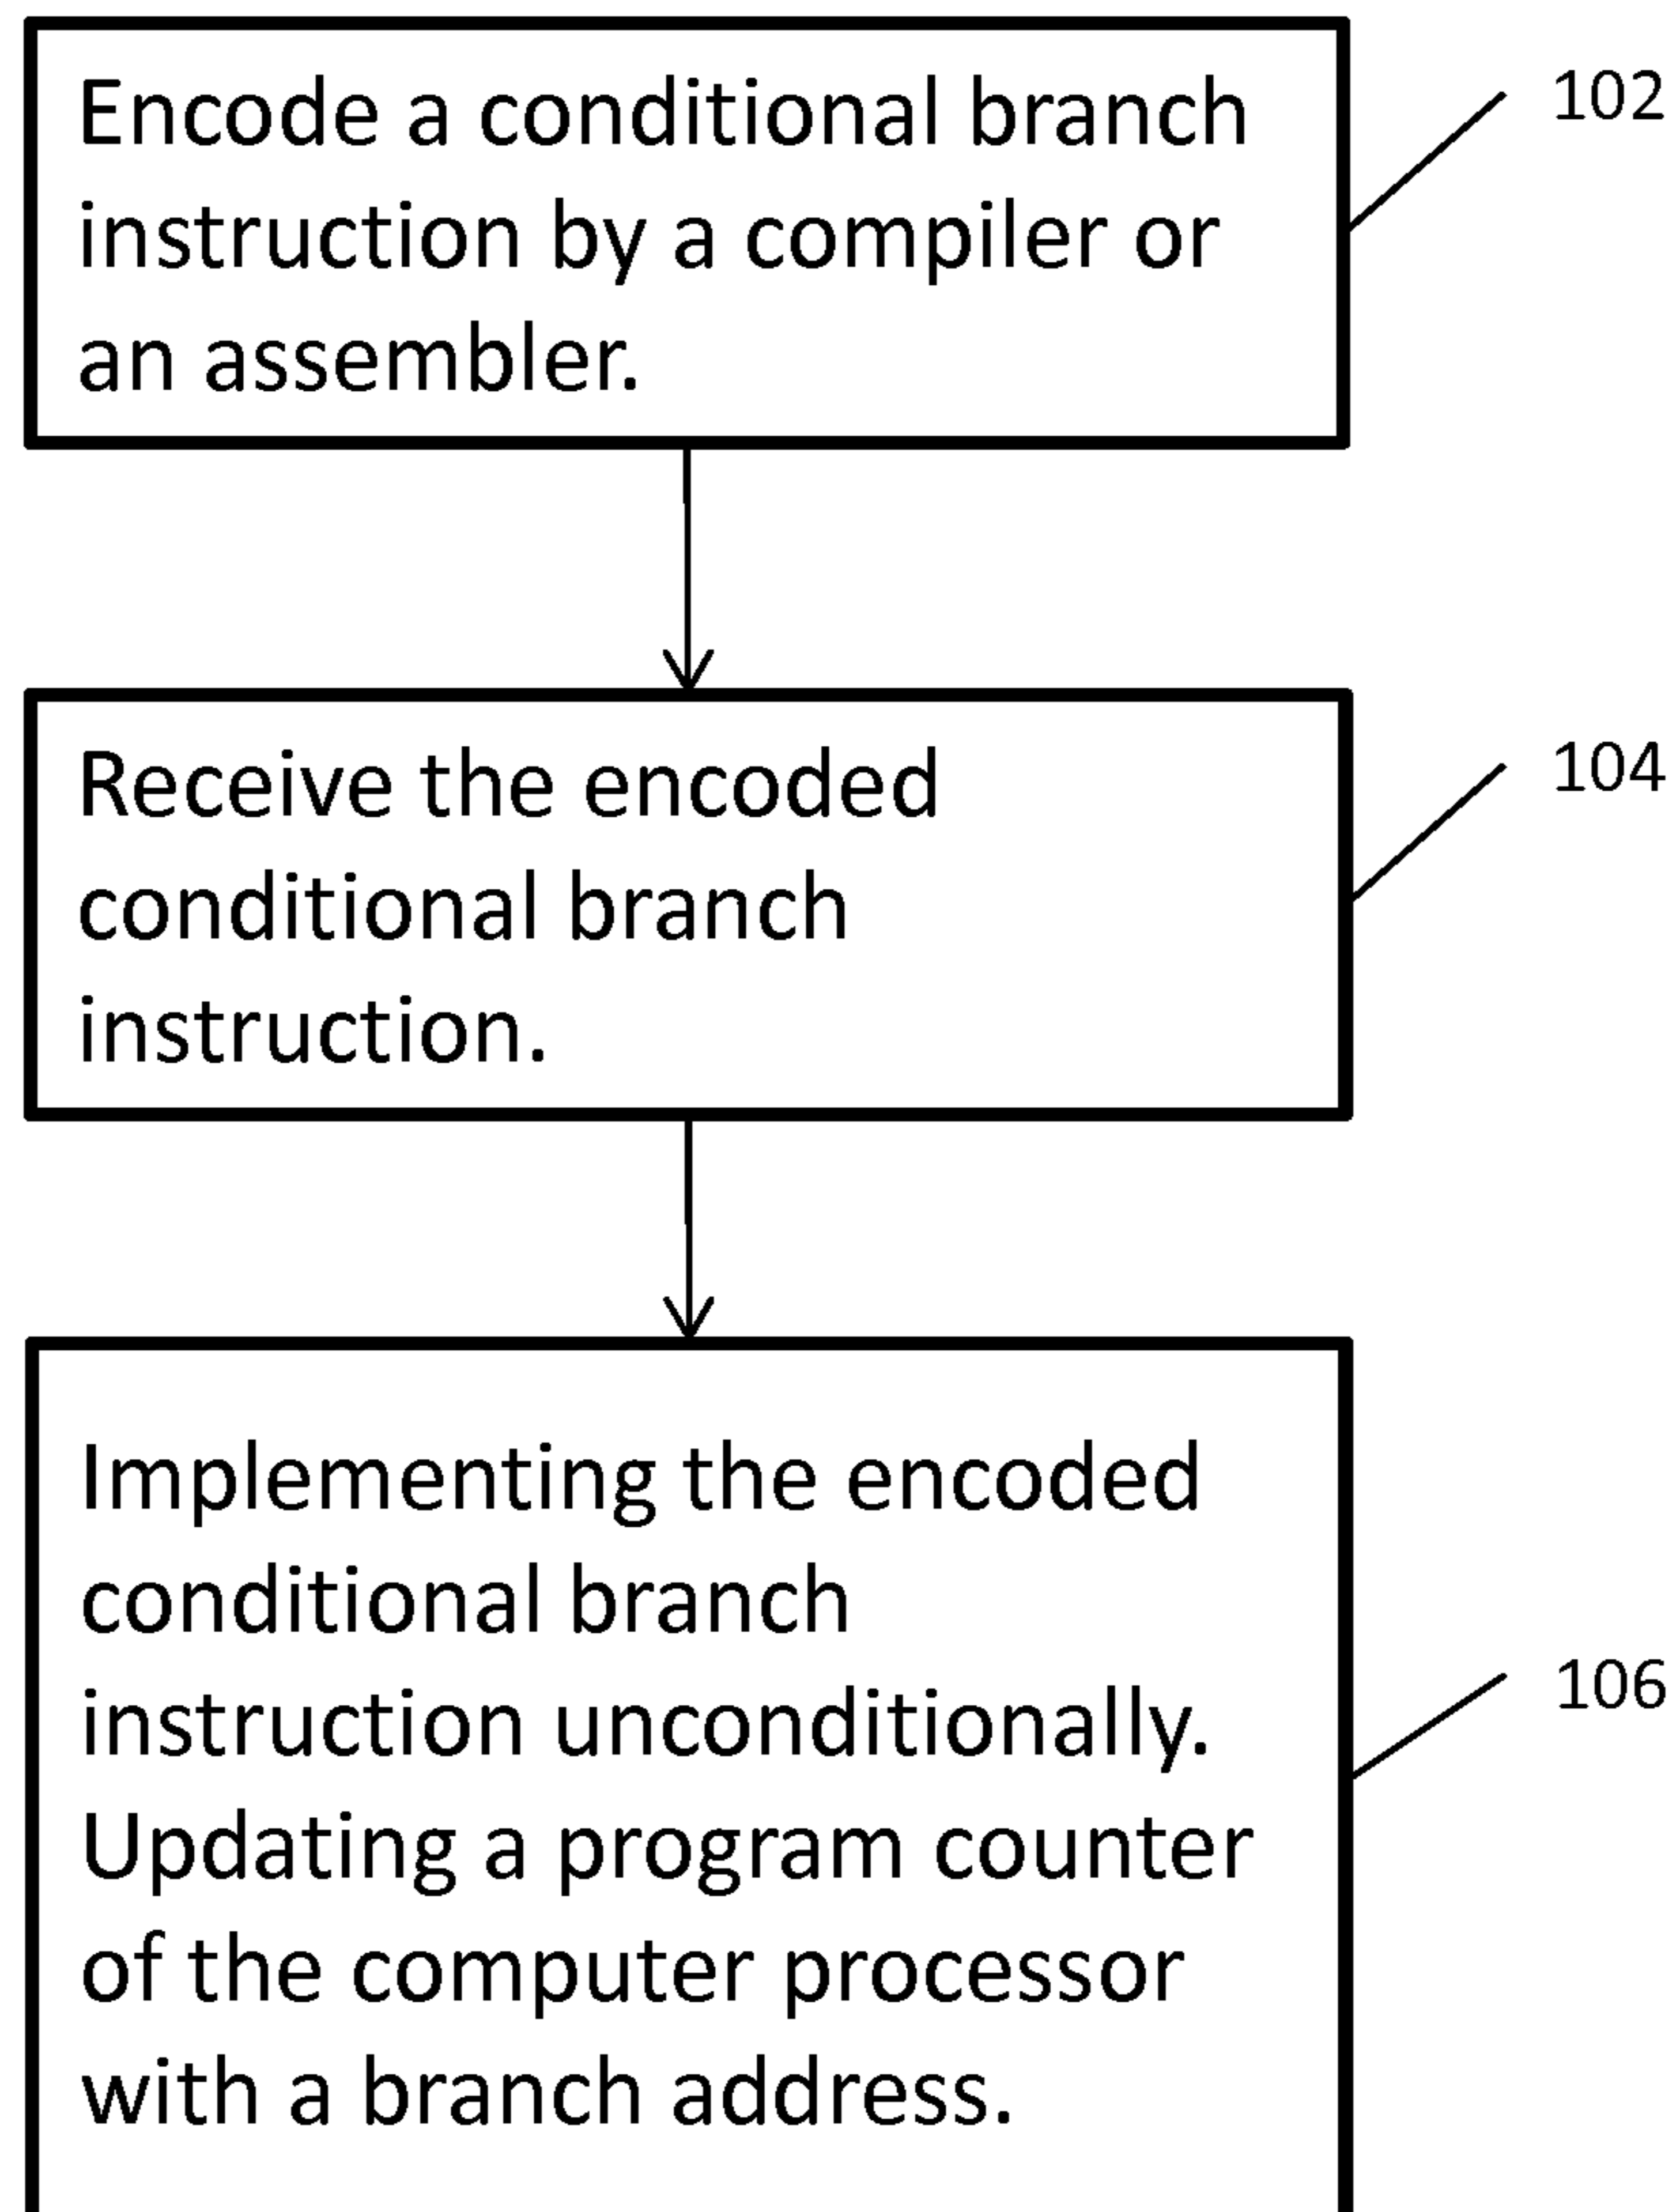 Encode a conditional branch
instruction by a compiler or
an assembler.
102
Receive the encoded
conditional branch
instruction.
104
Implementing the encoded
conditional branch
instruction unconditionally.
Updating a program counter
of the computer processor
with a branch address.
106